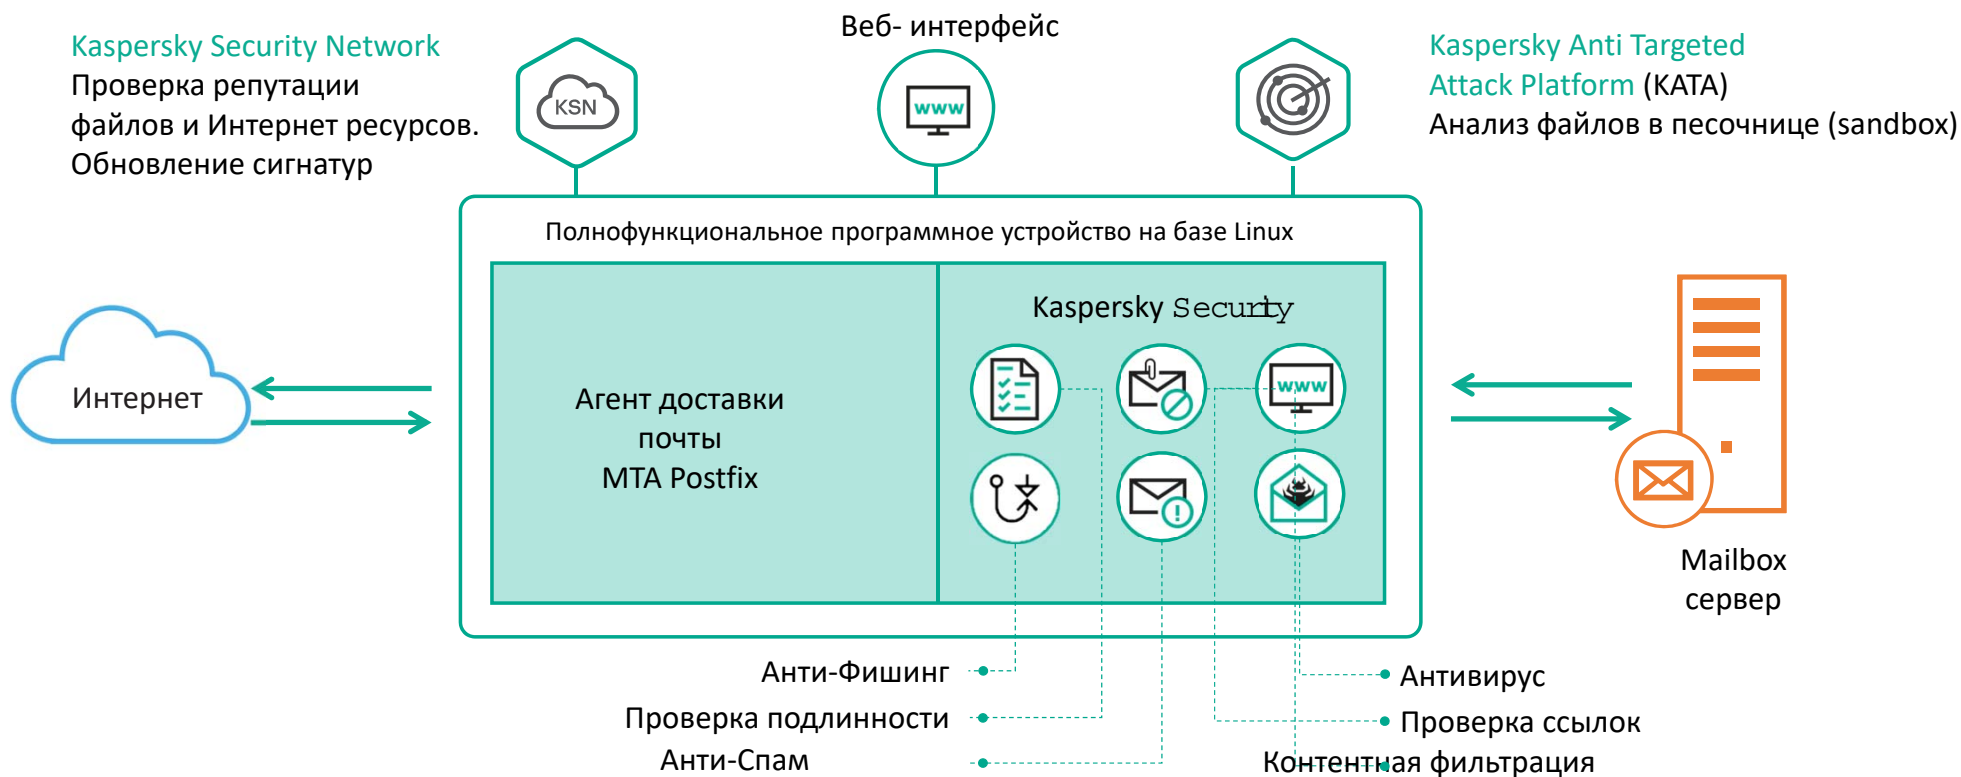 Веб- интерфейс
Kaspersky Security Network
Проверка репутации
файлов и Интернет ресурсов.
Обновление сигнатур
KSN
www
Kaspersky Anti Targeted
Attack Platform (KATA)
Анализ файлов в песочнице (sandbox)
Полнофункциональное программное устройство на базе Linux
Интернет
Агент доставки
почты
MTA Postfix
Kaspersky Security
www
Mailbox
сервер
Анти-Фишинг
Проверка подлинности
Анти-Спам
Антивирус
Проверка ссылок
Контентная фильтрация